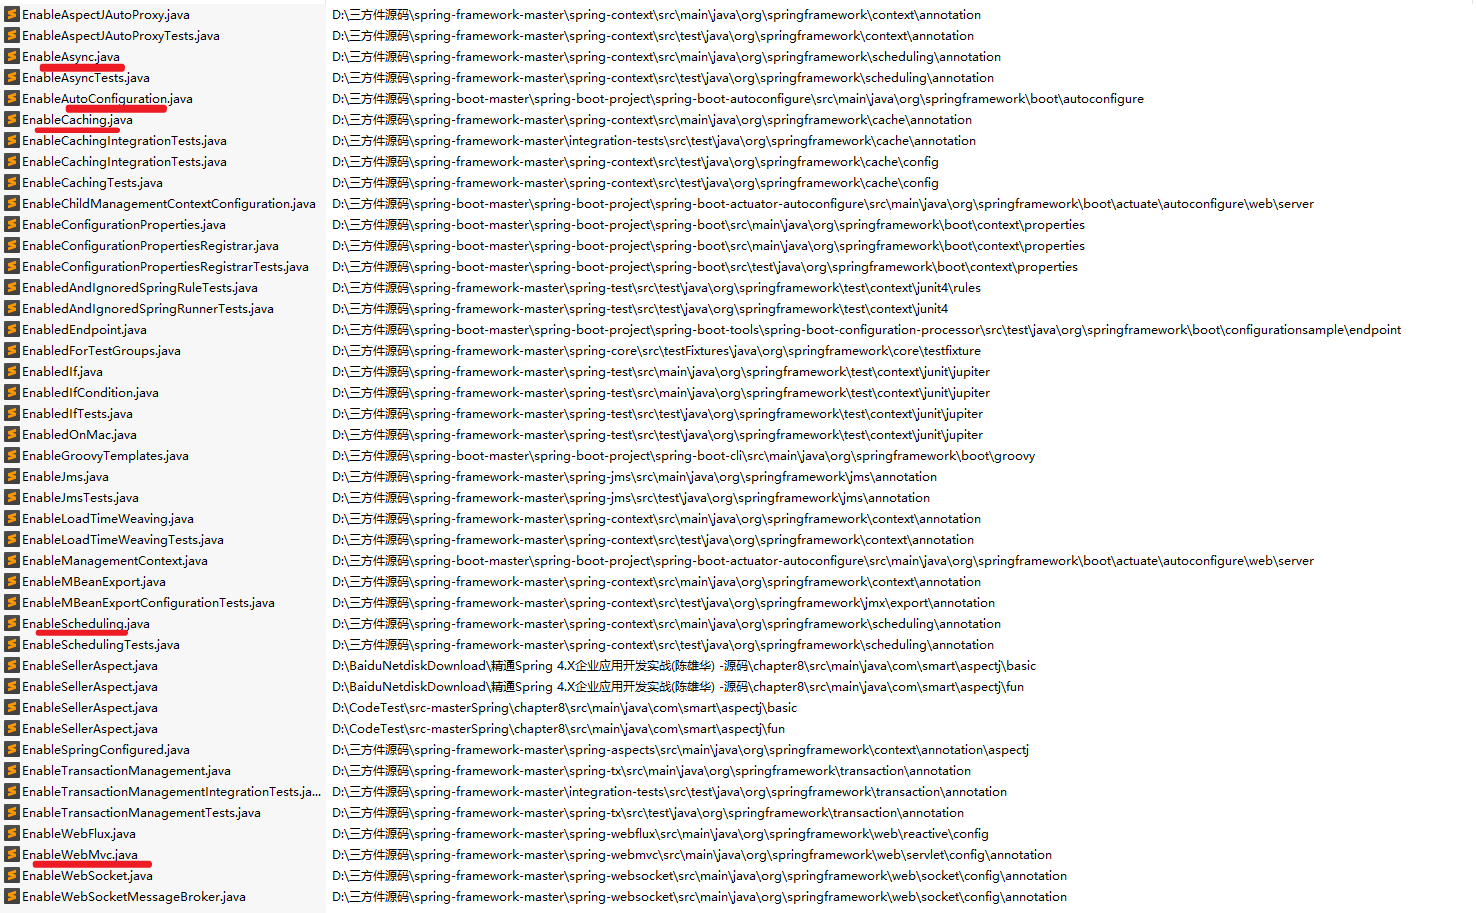 EnableAspectJAutoProxy.java D:\三方件源码\spring-framework-master\spring-context\src\main\java\org\springframework\context\annotation
EnableAspectJAutoProxyTests.java D:\三方件源码\spring-framework-master\spring-context\src\test\java\org\springframework\context\annotation
EnableAsync.java D:\三方件源码\spring-framework-master\spring-context\src\main\java\org\springframework\scheduling\annotation
EnableAsyncTests.java D:\三方件源码\spring-framework-master\spring-context\src\test\java\org\springframework\scheduling\annotation
EnableAutoConfiguration.java D:\三方件源码\spring-boot-master\spring-boot-project\spring-boot-autoconfigure\src\main\java\org\springframework\boot\autoconfigure
EnableCaching.java D:\三方件源码\spring-framework-master\spring-context\src\main\java\org\springframework\cache\annotation
EnableCachingIntegrationTests.java D:\三方件源码\spring-framework-master\integration-tests\src\test\java\org\springframework\cache\annotation
EnableCachingIntegrationTests.java D:\三方件源码\spring-framework-master\spring-context\src\test\java\org\springframework\cache\config
EnableCachingTests.java D:\三方件源码\spring-framework-master\spring-context\src\test\java\org\springframework\cache\config
EnableChildManagementContextConfiguration.java D:\三方件源码\spring-boot-master\spring-boot-project\spring-boot-actuator-autoconfigure\src\main\java\org\springframework\boot\actuate\autoconfigure\web\server
EnableConfigurationProperties.java D:\三方件源码\spring-boot-master\spring-boot-project\spring-boot\src\main\java\org\springframework\boot\context\properties
EnableConfigurationPropertiesRegistrar.java D:\三方件源码\spring-boot-master\spring-boot-project\spring-boot\src\main\java\org\springframework\boot\context\properties
EnableConfigurationPropertiesRegistrarTests.java D:\三方件源码\spring-boot-master\spring-boot-project\spring-boot\src\test\java\org\springframework\boot\context\properties
EnabledAndIgnoredSpringRuleTests.java D:\三方件源码\spring-framework-master\spring-test\src\test\java\org\springframework\test\context\junit4\rules
EnabledAndIgnoredSpringRunnerTests.java D:\三方件源码\spring-framework-master\spring-test\src\test\java\org\springframework\test\context\junit4
EnabledEndpoint.java D:\三方件源码\spring-boot-master\spring-boot-project\spring-boot-tools\spring-boot-configuration-processor\src\test\java\org\springframework\boot\configurationsample\endpoint
EnabledForTestGroups.java D:\三方件源码\spring-framework-master\spring-core\src\testFixtures\java\org\springframework\core\testfixture
EnabledIf.java D:\三方件源码\spring-framework-master\spring-test\src\main\java\org\springframework\test\context\junit\jupiter
EnabledIfCondition.java D:\三方件源码\spring-framework-master\spring-test\src\main\java\org\springframework\test\context\junit\jupiter
EnabledIfTests.java D:\三方件源码\spring-framework-master\spring-test\src\test\java\org\springframework\test\context\junit\jupiter
EnabledOnMac.java D:\三方件源码\spring-framework-master\spring-test\src\test\java\org\springframework\test\context\junit\jupiter
EnableGroovyTemplates.java D:\三方件源码\spring-boot-master\spring-boot-project\spring-boot-cli\src\main\java\org\springframework\boot\groovy
EnableJms.java D:\三方件源码\spring-framework-master\spring-jms\src\main\java\org\springframework\jms\annotation
EnableJmsTests.java D:\三方件源码\spring-framework-master\spring-jms\src\test\java\org\springframework\jms\annotation
EnableLoadTimeWeaving.java D:\三方件源码\spring-framework-master\spring-context\src\main\java\org\springframework\context\annotation
EnableLoadTimeWeavingTests.java D:\三方件源码\spring-framework-master\spring-context\src\test\java\org\springframework\context\annotation
EnableManagementContext.java D:\三方件源码\spring-boot-master\spring-boot-project\spring-boot-actuator-autoconfigure\src\main\java\org\springframework\boot\actuate\autoconfigure\web\server
EnableMBeanExport.java D:\三方件源码\spring-framework-master\spring-context\src\main\java\org\springframework\context\annotation
EnableMBeanExportConfigurationTests.java D:\三方件源码\spring-framework-master\spring-context\src\test\java\org\springframework\jmx\export\annotation
EnableScheduling.java D:\三方件源码\spring-framework-master\spring-context\src\main\java\org\springframework\scheduling\annotation
EnableSchedulingTests.java D:\三方件源码\spring-framework-master\spring-context\src\test\java\org\springframework\scheduling\annotation
EnableSellerAspect.java D:\BaiduNetdiskDownload\精通Spring 4.X企业应用开发实战(陈雄华) -源码\chapter8\src\main\java\com\smart\aspectj\basic
EnableSellerAspect.java D:\BaiduNetdiskDownload\精通Spring 4.X企业应用开发实战(陈雄华) -源码\chapter8\src\main\java\com\smart\aspectj\fun
EnableSellerAspect.java D:\CodeTest\src-masterSpring\chapter8\src\main\java\com\smart\aspectj\basic
EnableSellerAspect.java D:\CodeTest\src-masterSpring\chapter8\src\main\java\com\smart\aspectj\fun
EnableSpringConfigured.java D:\三方件源码\spring-framework-master\spring-aspects\src\main\java\org\springframework\context\annotation\aspectj
EnableTransactionManagement.java D:\三方件源码\spring-framework-master\spring-tx\src\main\java\org\springframework\transaction\annotation
EnableTransactionManagementIntegrationTests.ja... D:\三方件源码\spring-framework-master\integration-tests\src\test\java\org\springframework\transaction\annotation
EnableTransactionManagementTests.java D:\三方件源码\spring-framework-master\spring-tx\src\test\java\org\springframework\transaction\annotation
EnableWebFlux.java D:\三方件源码\spring-framework-master\spring-webflux\src\main\java\org\springframework\web\reactive\config
EnableWebMvc.java D:\三方件源码\spring-framework-master\spring-webmvc\src\main\java\org\springframework\web\servlet\config\annotation
EnableWebSocket.java D:\三方件源码\spring-framework-master\spring-websocket\src\main\java\org\springframework\web\socket\config\annotation
EnableWebSocketMessageBroker.java D:\三方件源码\spring-framework-master\spring-websocket\src\main\java\org\springframework\web\socket\config\annotation